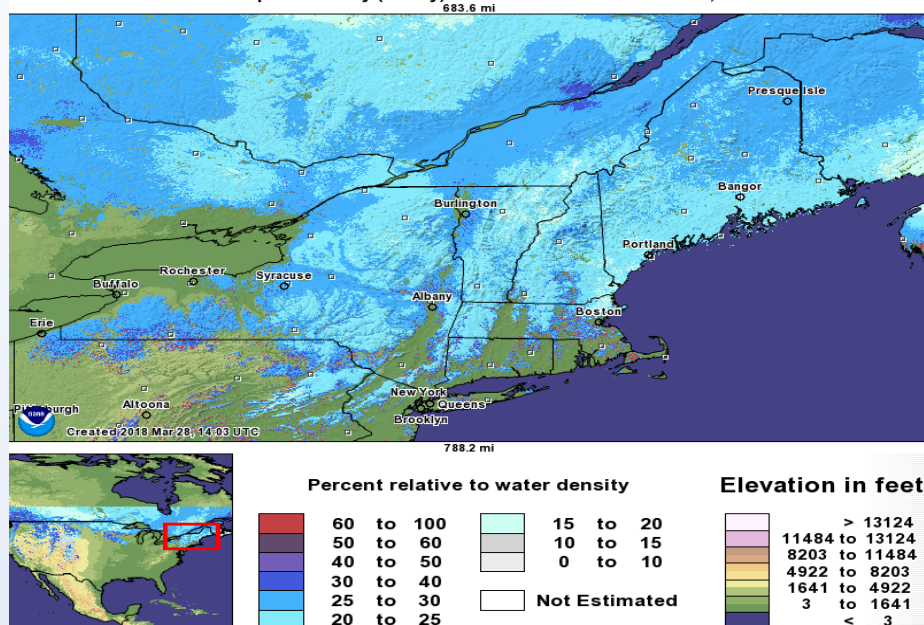 683.6 mi
Presque Isle
Bangor
Burlington
Portland
Rochester
Syracuse
Buffalo
Albany
Boston
Erie
New York
Queens
Altoona
Brooklyn
NOAA
Created 2018 Mar 28, 14:03 UTC
788.2 mi
Percent relative to water density
60 to 100
50 to 60
40 to 50
30 to 40
25 to 30
20 to 25
15 to 20
10 to 15
0 to 10
Not Estimated
Elevation in feet
> 13124
11484 to 13124
8203 to 11484
4922 to 8203
1641 to 4922
3 to 1641
< 3